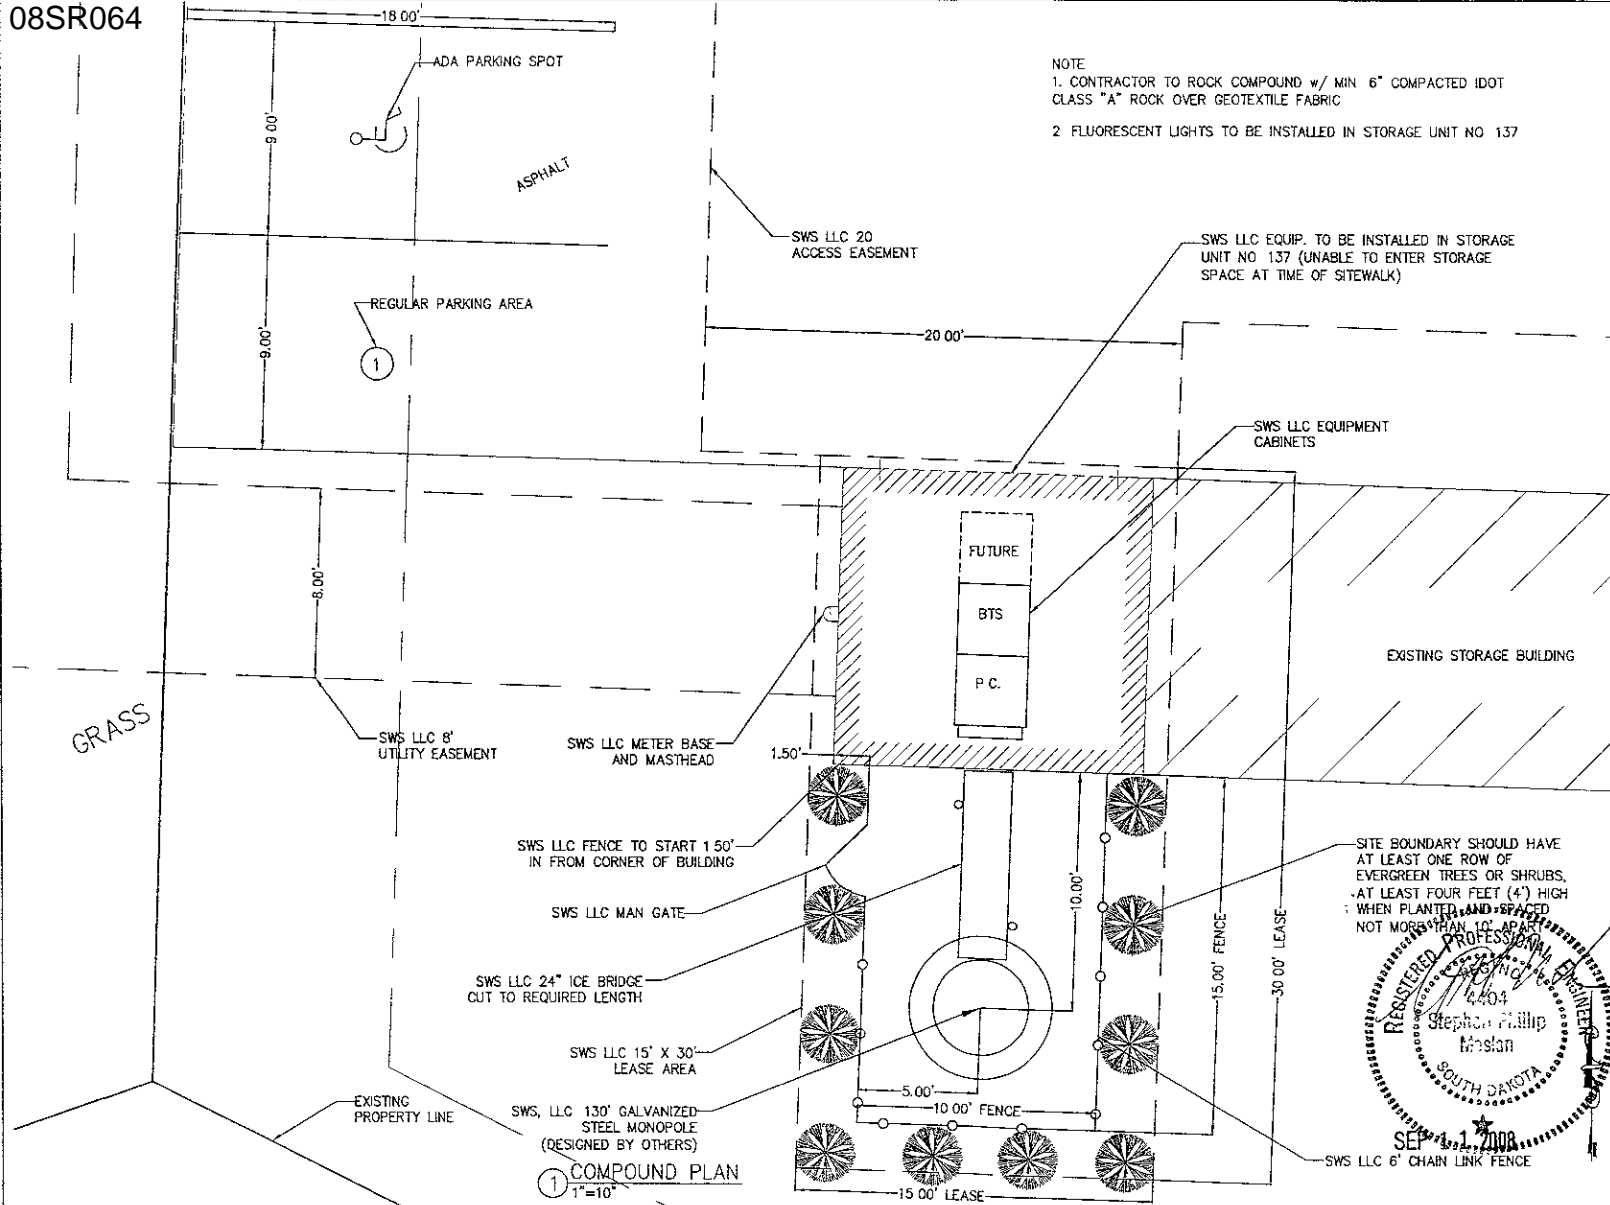 08SR064
18 00'
ADA PARKING SPOT
9 00'
ASPHALT
NOTE
1. CONTRACTOR TO ROCK COMPOUND w/ MIN 6" COMPACTED IDOT
CLASS "A" ROCK OVER GEOTEXTILE FABRIC
2 FLUORESCENT LIGHTS TO BE INSTALLED IN STORAGE UNIT NO 137
SWS LLC 20
ACCESS EASEMENT
SWS LLC EQUIP. TO BE INSTALLED IN STORAGE
UNIT NO 137 (UNABLE TO ENTER STORAGE
SPACE AT TIME OF SITEWALK)
REGULAR PARKING AREA
1
9.00'
20 00'
SWS LLC EQUIPMENT
CABINETS
FUTURE
BTS
P C.
8.00'
EXISTING STORAGE BUILDING
GRASS
SWS LLC 8'
UTILITY EASEMENT
SWS LLC METER BASE
AND MASTHEAD
1.50'
SWS LLC FENCE TO START 1 50'
IN FROM CORNER OF BUILDING
SWS LLC MAN GATE
SWS LLC 24" ICE BRIDGE
CUT TO REQUIRED LENGTH
SWS LLC 15' X 30'
LEASE AREA
SWS, LLC 130' GALVANIZED
STEEL MONOPOLE
(DESIGNED BY OTHERS)
EXISTING
PROPERTY LINE
10.00'
15.00' FENCE
30 00' LEASE
5.00'
10 00' FENCE
15 00' LEASE
SITE BOUNDARY SHOULD HAVE
AT LEAST ONE ROW OF
EVERGREEN TREES OR SHRUBS,
AT LEAST FOUR FEET (4') HIGH
WHEN PLANTED AND SPACED
NOT MORE THAN 10' APART
REGISTERED PROFESSIONAL ENGINEER
REG NO
4404
Stephen Phillip
SOUTH DAKOTA
SEP 11 2008
SWS LLC 6' CHAIN LINK FENCE
1 COMPOUND PLAN
1"=10"